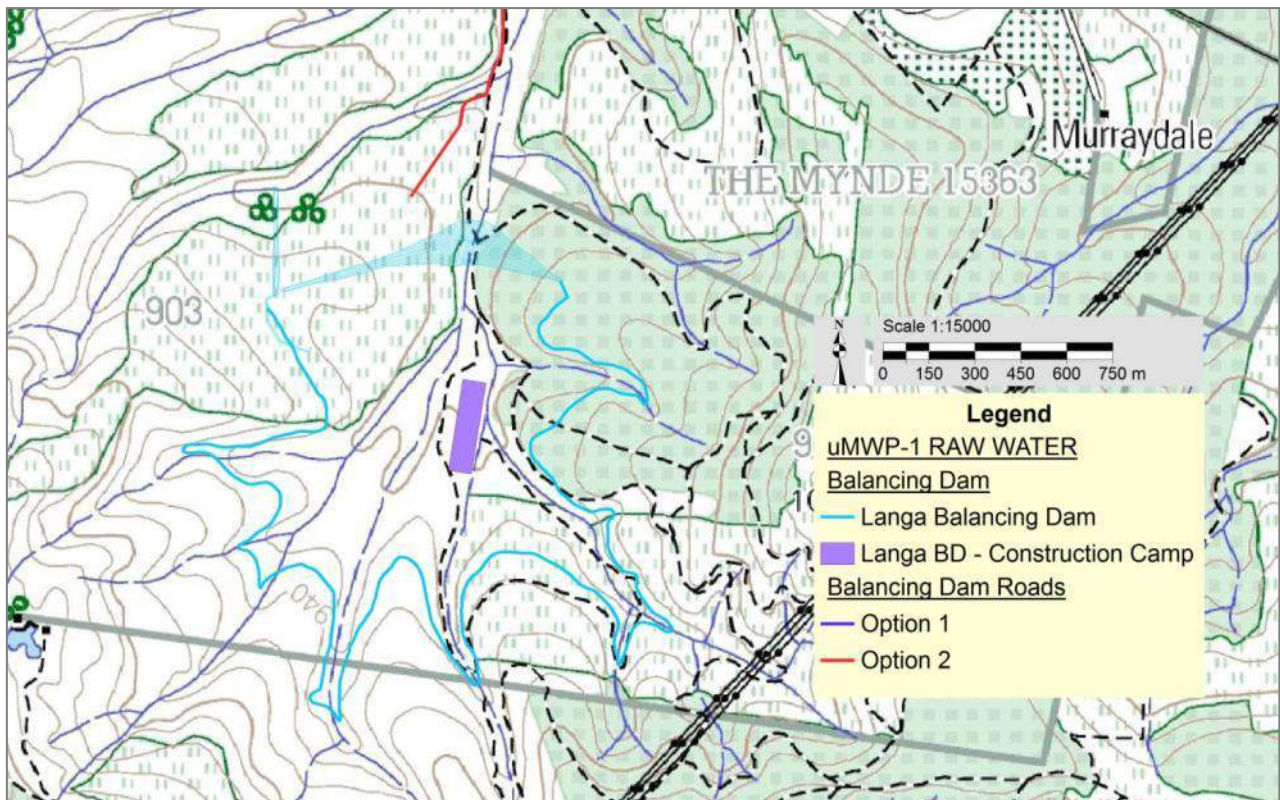 Murraydale
THE MYNDE 15363
903
N
Scale 1:15000
0 150 300 450 600 750 m
Legend
uMWP-1 RAW WATER
Balancing Dam
Langa Balancing Dam
Langa BD - Construction Camp
Balancing Dam Roads
Option 1
Option 2
940